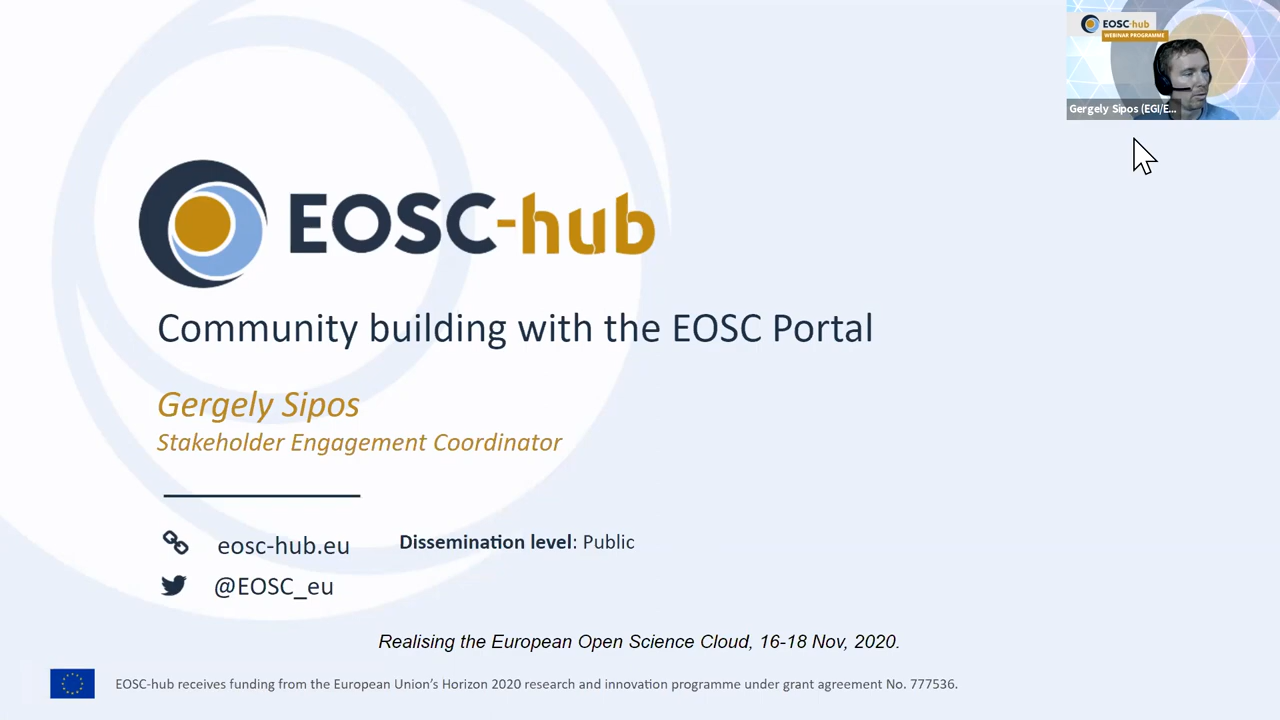 EOSC-hub
WEBINAR PROGRAMME
Gergely Sipos (EGI/E...
EOSC-hub
Community building with the EOSC Portal
Gergely Sipos
Stakeholder Engagement Coordinator
eosc-hub.eu
Dissemination level: Public
@EOSC_eu
Realising the European Open Science Cloud, 16-18 Nov, 2020.
EOSC-hub receives funding from the European Union's Horizon 2020 research and innovation programme under grant agreement No. 777536.